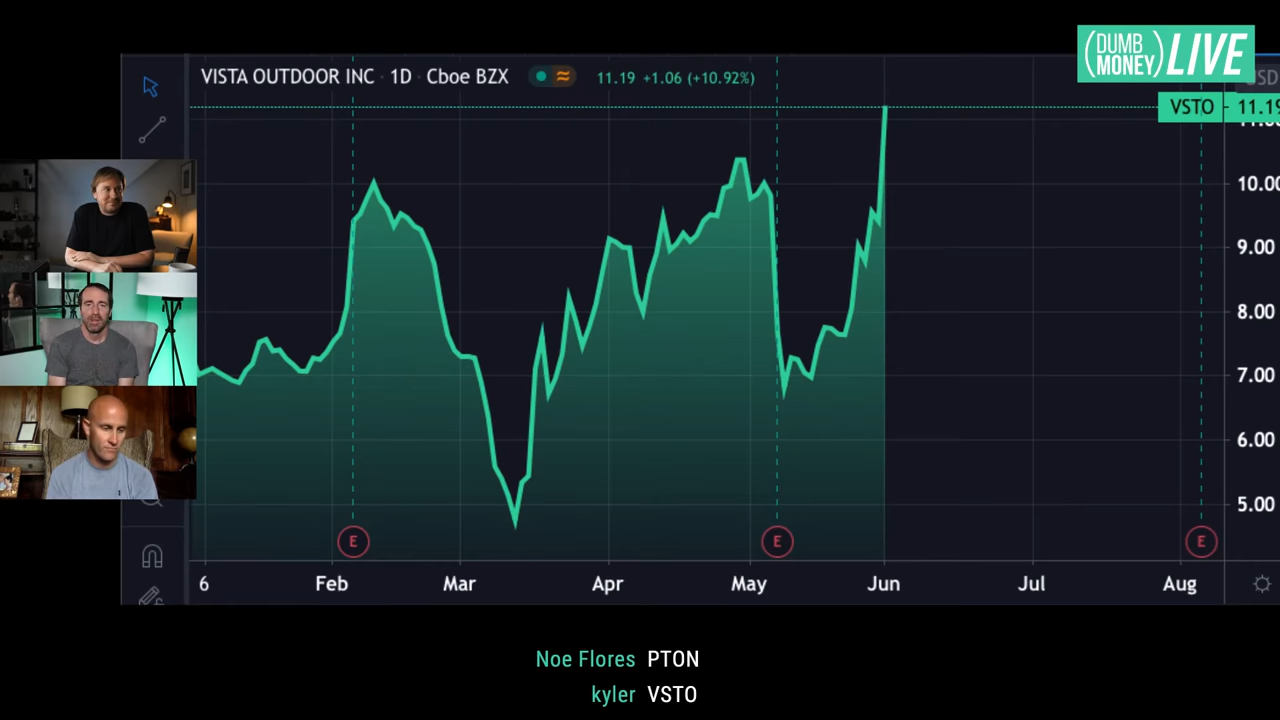 (DUMB MONEY) LIVE
VISTA OUTDOOR INC · 1D · Cboe BZX 11.19 +1.06 (+10.92%)
USD
VSTO 11.19
10.00
9.00
8.00
7.00
6.00
5.00
E E E
6 Feb Mar Apr May Jun Jul Aug
Noe Flores PTON
kyler VSTO